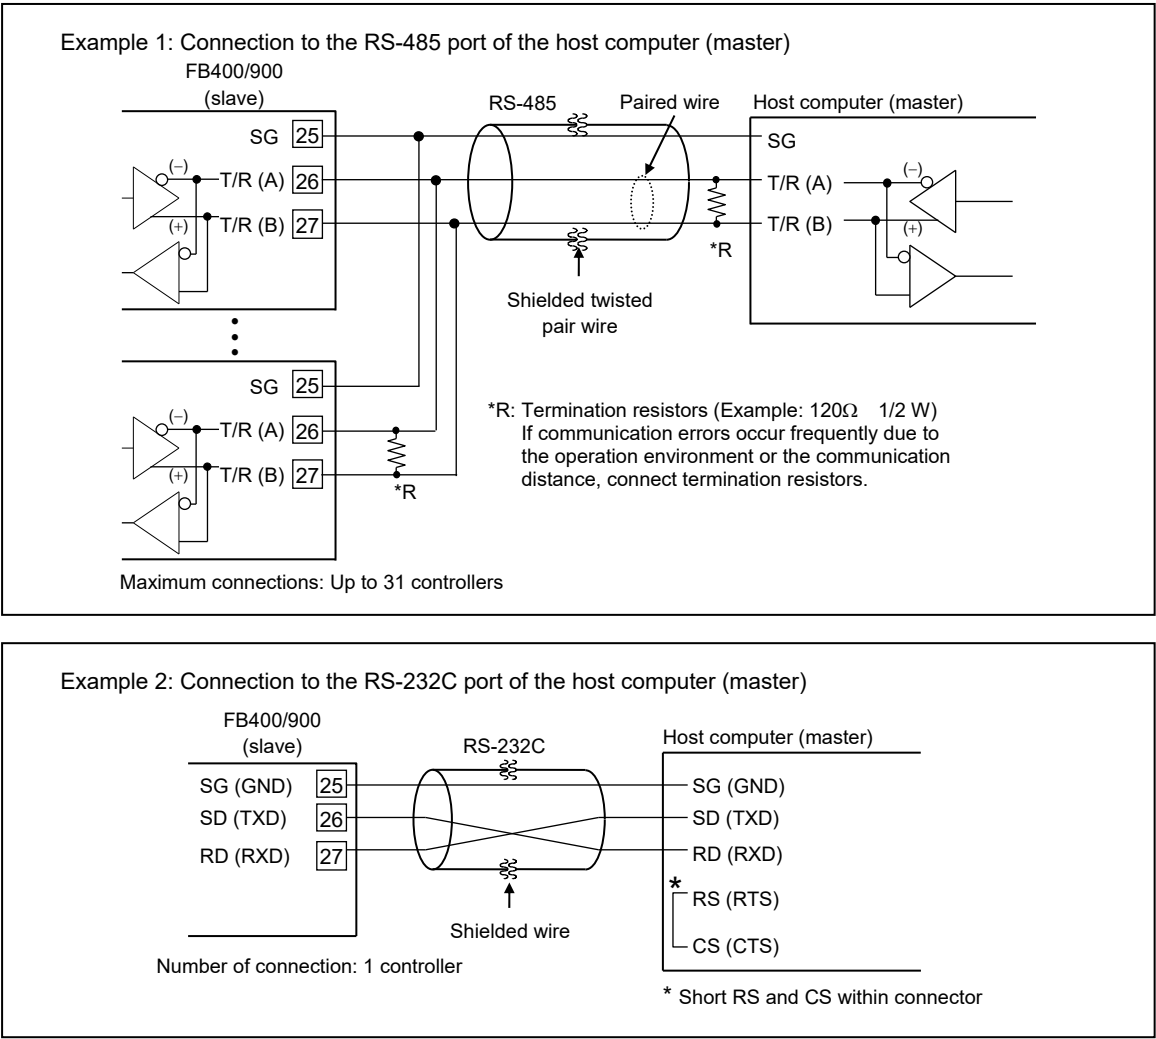 Example 1: Connection to the RS-485 port of the host computer (master)
FB400/900
(slave)
RS-485
Paired wire
Host computer (master)
SG 25
SG
(−)
T/R (A) 26
T/R (A)
(−)
(+)
T/R (B) 27
T/R (B)
(+)
*R
Shielded twisted
pair wire
SG 25
(−)
T/R (A) 26
(+)
T/R (B) 27
*R
*R: Termination resistors (Example: 120Ω 1/2 W)
If communication errors occur frequently due to
the operation environment or the communication
distance, connect termination resistors.
Maximum connections: Up to 31 controllers
Example 2: Connection to the RS-232C port of the host computer (master)
FB400/900
(slave)
RS-232C
Host computer (master)
SG (GND) 25
SG (GND)
SD (TXD) 26
SD (TXD)
RD (RXD) 27
RD (RXD)
*
RS (RTS)
CS (CTS)
Shielded wire
Number of connection: 1 controller
* Short RS and CS within connector